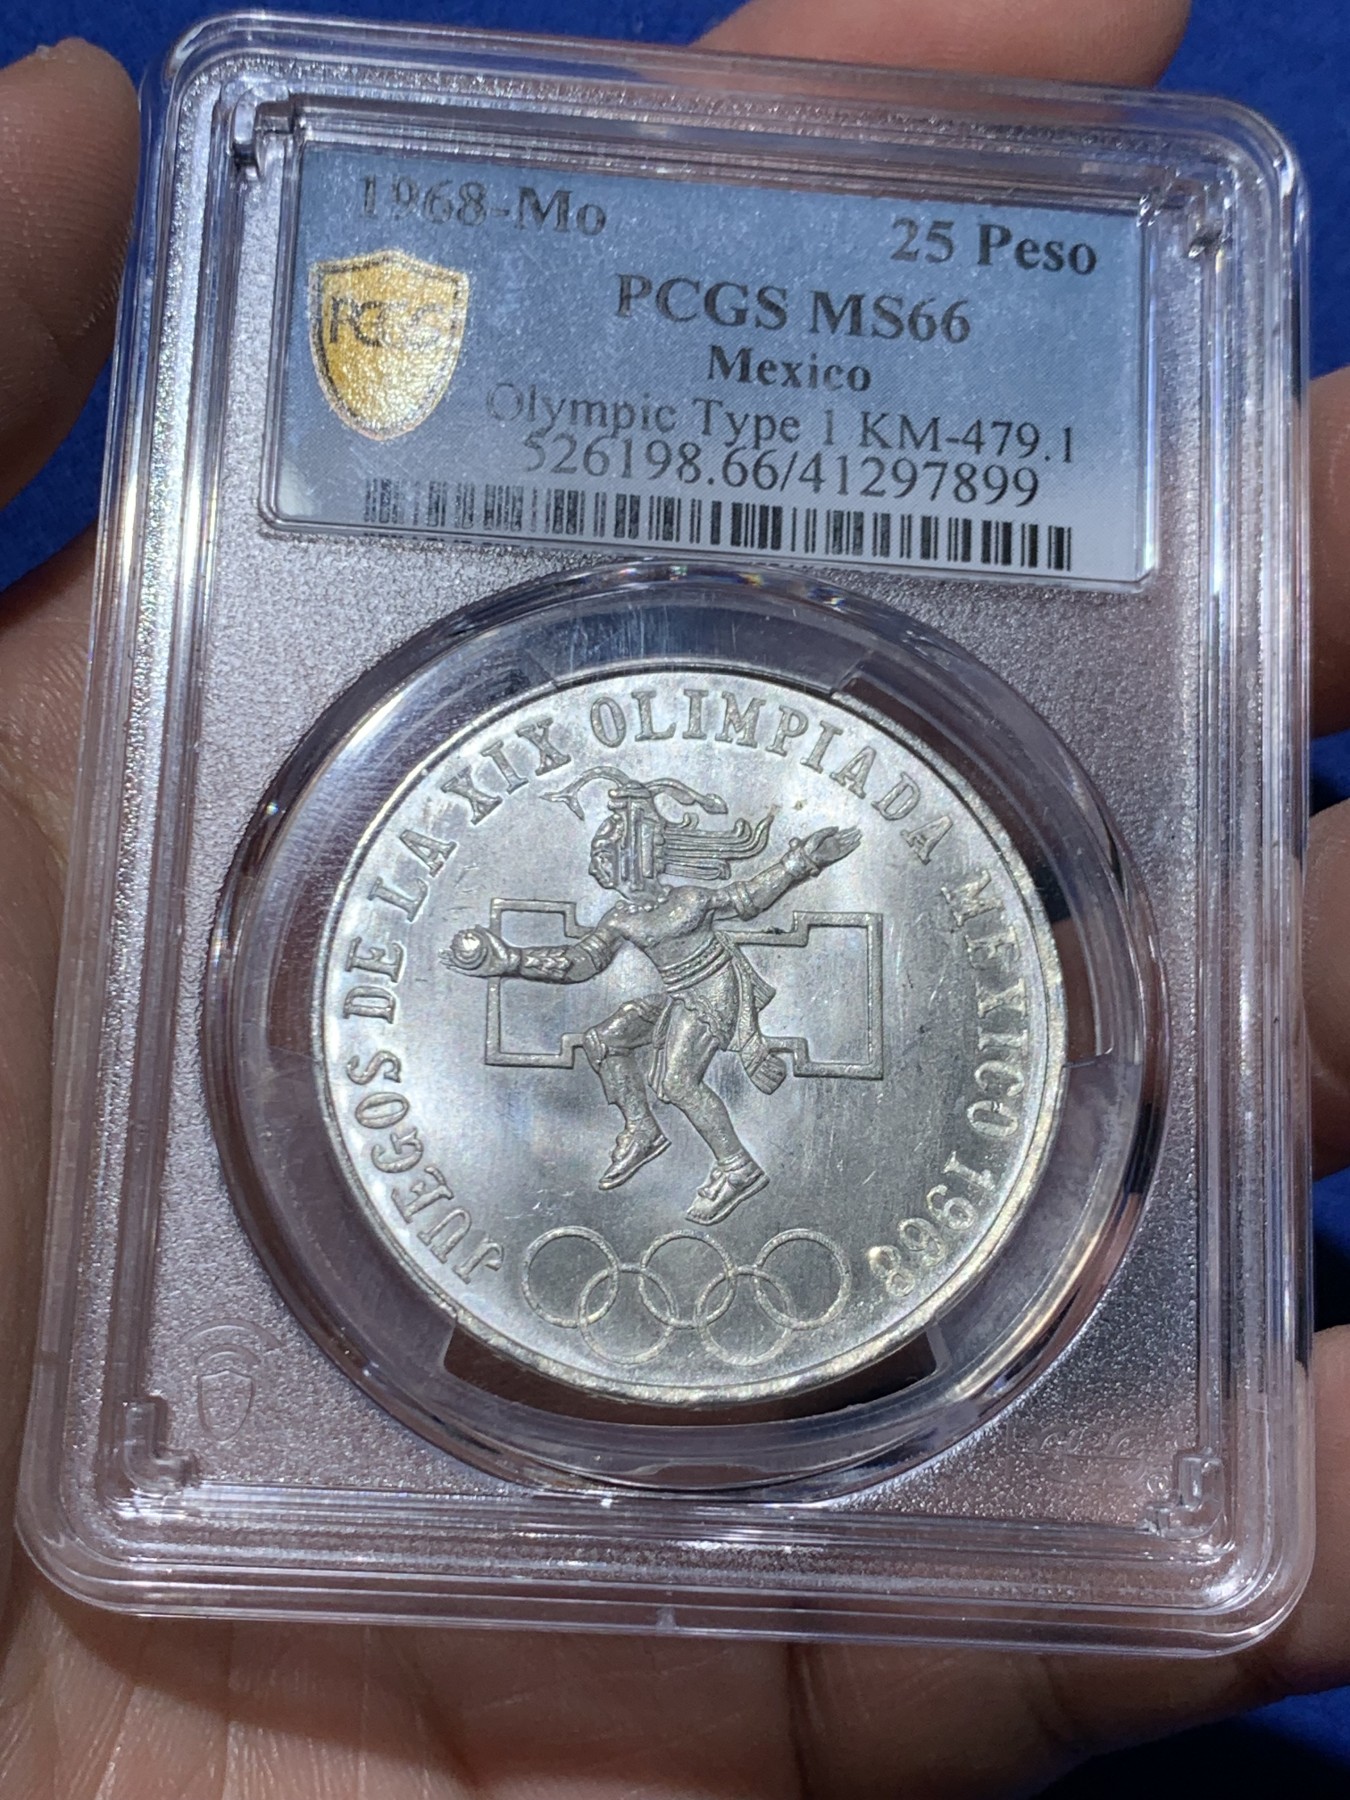 1968-Mo
25 Peso
PCGS
PCGS MS66
Mexico
Olympic Type 1 KM-479.1
526198.66/41297899
JUEGOS DE LA XIX OLIMPIADA MEXICO 1968